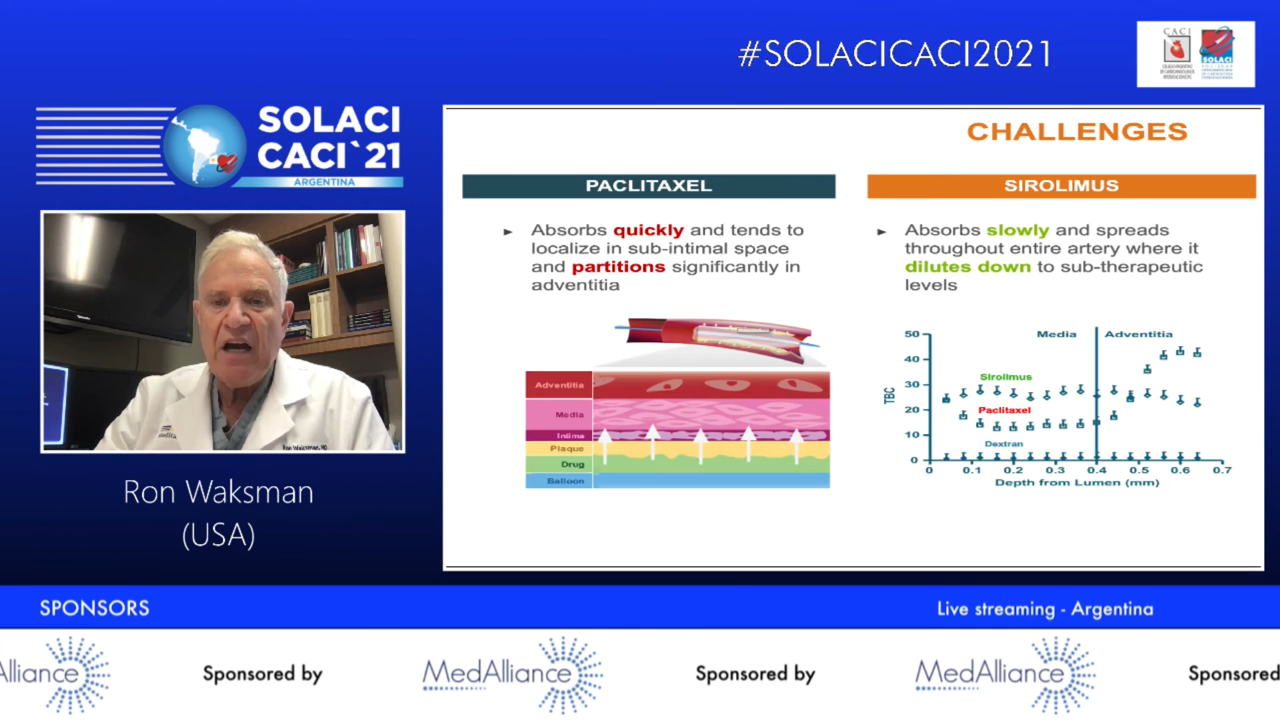 #SOLACICACI2021
CACI
SOLACI
SOLACI
CACI`21
ARGENTINA
Ron Waksman
(USA)
CHALLENGES
PACLITAXEL
► Absorbs quickly and tends to
localize in sub-intimal space
and partitions significantly in
adventitia
Adventitia
Media
Intima
Plaque
Drug
Balloon
SIROLIMUS
► Absorbs slowly and spreads
throughout entire artery where it
dilutes down to sub-therapeutic
levels
Media
Adventitia
TBC
50
40
30
20
10
0
Sirolimus
Paclitaxel
Dextran
0 0.1 0.2 0.3 0.4 0.5 0.6 0.7
Depth from Lumen (mm)
SPONSORS
Live streaming - Argentina
Alliance
Sponsored by
MedAlliance
Sponsored by
MedAlliance
Sponsored